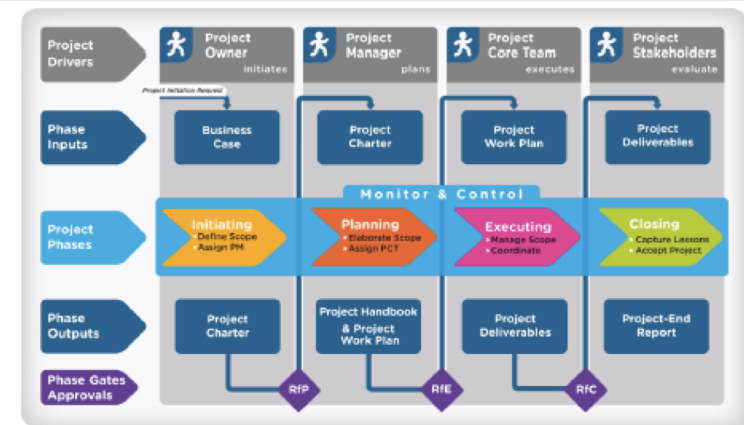 Project
Drivers
Project
Owner
initiates
Project
Manager
plans
Project
Core Team
executes
Project
Stakeholders
evaluate
Project Initiation Request
Phase
Inputs
Business
Case
Project
Charter
Project
Work Plan
Project
Deliverables
Monitor & Control
Project
Phases
Initiating
• Define Scope
• Assign PM
Planning
• Elaborate Scope
• Assign PCT
Executing
• Manage Scope
• Coordinate
Closing
• Capture Lessons
• Accept Project
Phase
Outputs
Project
Charter
Project Handbook
& Project
Work Plan
Project
Deliverables
Project-End
Report
Phase Gates
Approvals
RfP
RfE
RfC